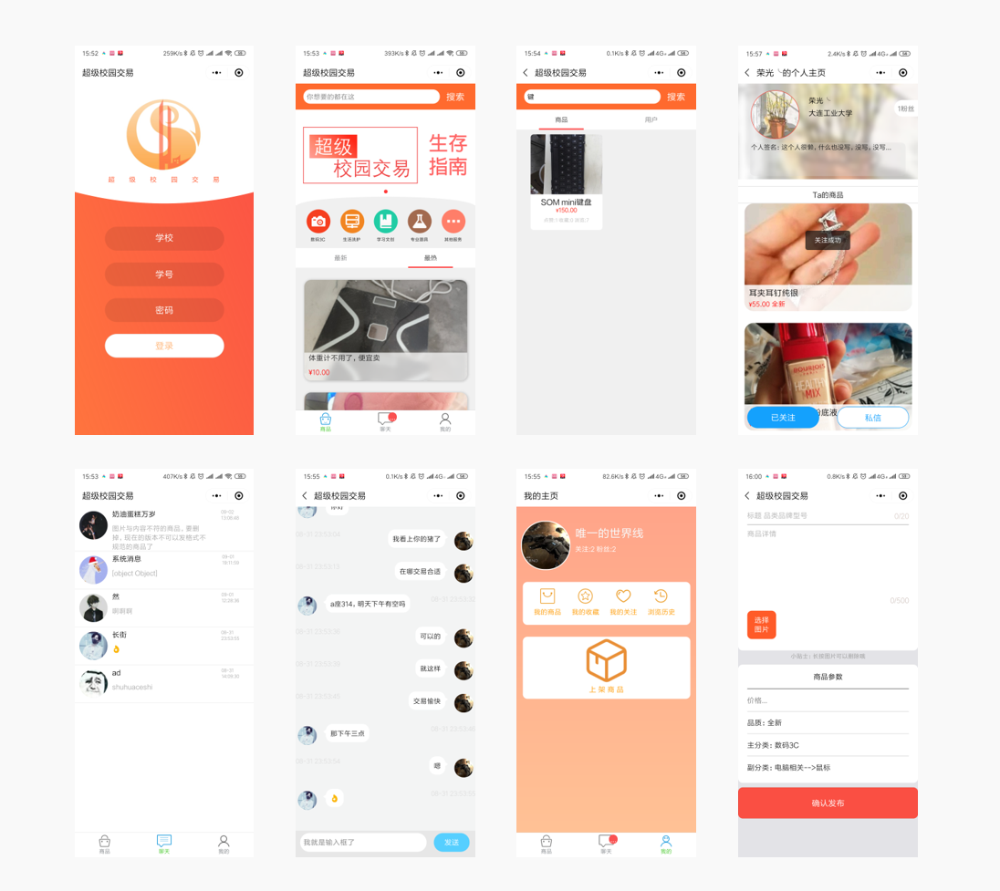 15:52
259K/s
58
超级校园交易
超 级 校 园 交 易
学校
学号
密码
登录
15:53
393K/s
超级校园交易
你想要的都在这
搜索
超级
校园交易
生存
指南
数码3C
生活洗护
学习文创
专业器具
其他服务
最新
最热
体重计不用了，便宜卖
¥10.00
商品
聊天
我的
15:54
0.1K/s
4G+
超级校园交易
键
搜索
商品
用户
SOM mini键盘
¥150.00
15:57
2.4K/s
4G+
荣光
的个人主页
荣光
大连工业大学
1粉丝
个人签名：这个人很懒，什么也没写，没写，没写...
Ta的商品
关注成功
耳夹耳钉纯银
¥55.00 全新
BOURJOIS
HEALTHY
MIX
粉底液
已关注
私信
15:53
407K/s
超级校园交易
奶油蛋糕万岁
09-02
13:06:48
图片与内容不符的商品，要删
掉，现在的版本不可以发格式不
规范的商品了
系统消息
09-01
[object Object]
然
09-01
啊啊啊
长街
08-31
23:53:55
👌
ad
08-31
shuhuaceshi
商品
聊天
我的
15:55
0.1K/s
4G
超级校园交易
你好
08-31 23:52:04
我看上你的猪了
08-31 23:53:12
在哪交易合适
a座314，明天下午有空吗
08-31 23:53:32
08-31 23:53:36
可以的
就这样
08-31 23:53:45
交易愉快
那下午三点
08-31 23:53:48
08-31 23:53:54
嗯
👌
08-31 23:53:55
我就是输入框了
发送
15:55
82.6K/s
4G+
我的主页
唯一的世界线
关注:2 粉丝:2
我的商品
我的收藏
我的关注
浏览历史
上架商品
商品
聊天
我的
16:00
0.8K/s
4G+
超级校园交易
标题 品类品牌型号
0/20
商品详情
0/500
选择
图片
小贴士：长按图片可以删除哦
商品参数
价格...
品质：全新
主分类：数码3C
副分类：电脑相关-->鼠标
确认发布